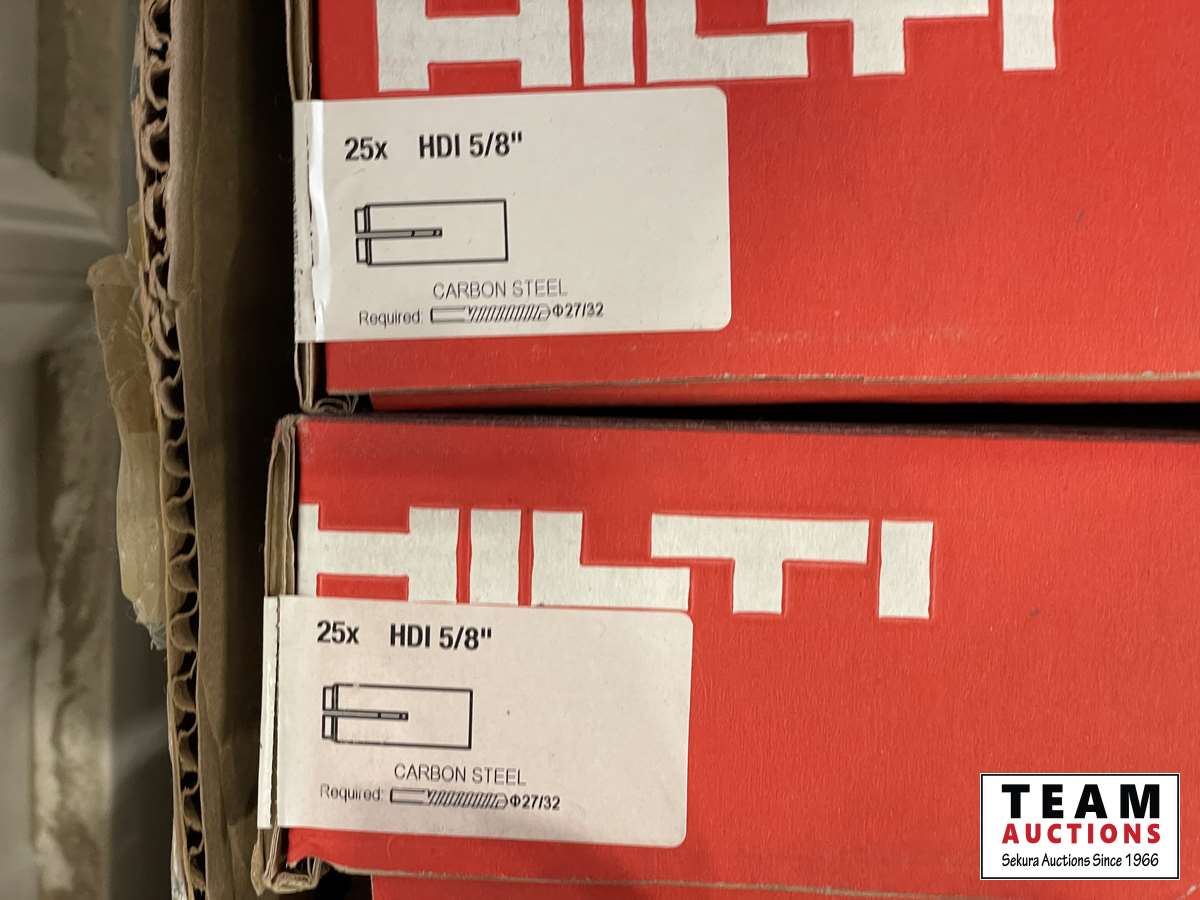 HILTI
25x HDI 5/8"
CARBON STEEL
Required: Φ27/32
HILTI
25x HDI 5/8"
CARBON STEEL
Required: Φ27/32
TEAM
AUCTIONS
Sekura Auctions Since 1966